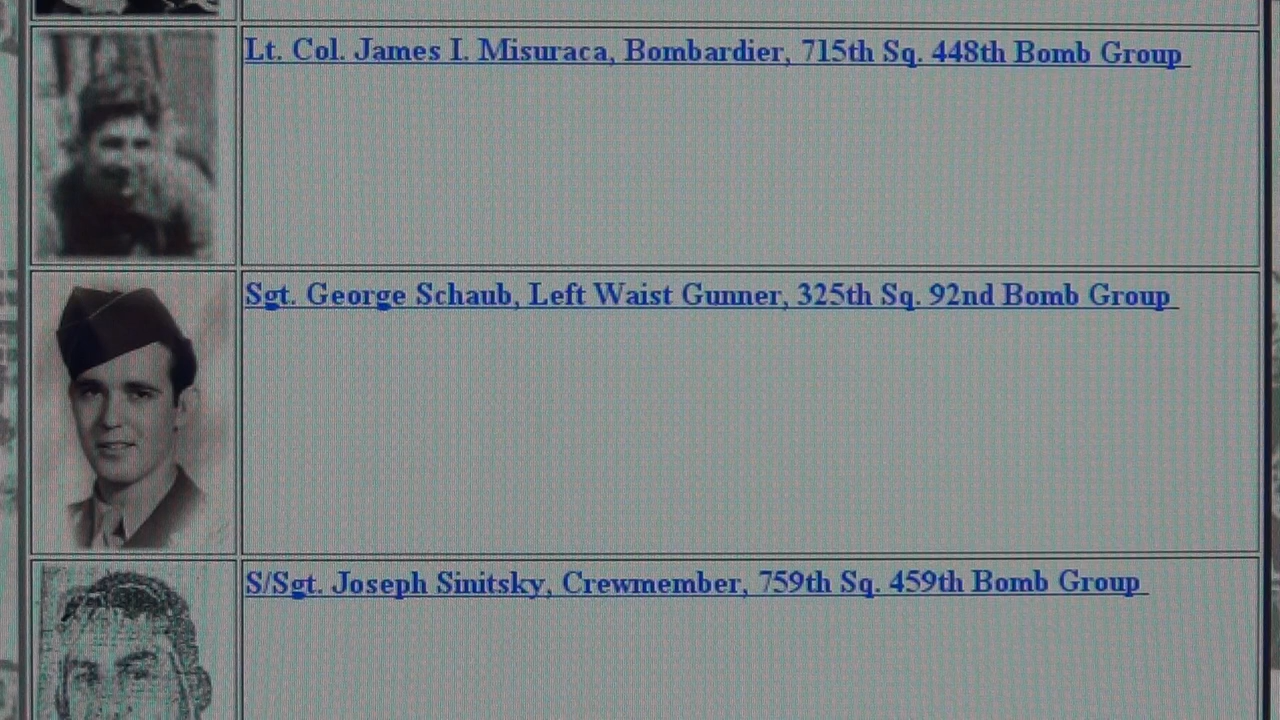 Lt. Col. James I. Misuraca, Bombardier, 715th Sq. 448th Bomb Group
Sgt. George Schaub, Left Waist Gunner, 325th Sq. 92nd Bomb Group
S/Sgt. Joseph Sinitsky, Crewmember, 759th Sq. 459th Bomb Group